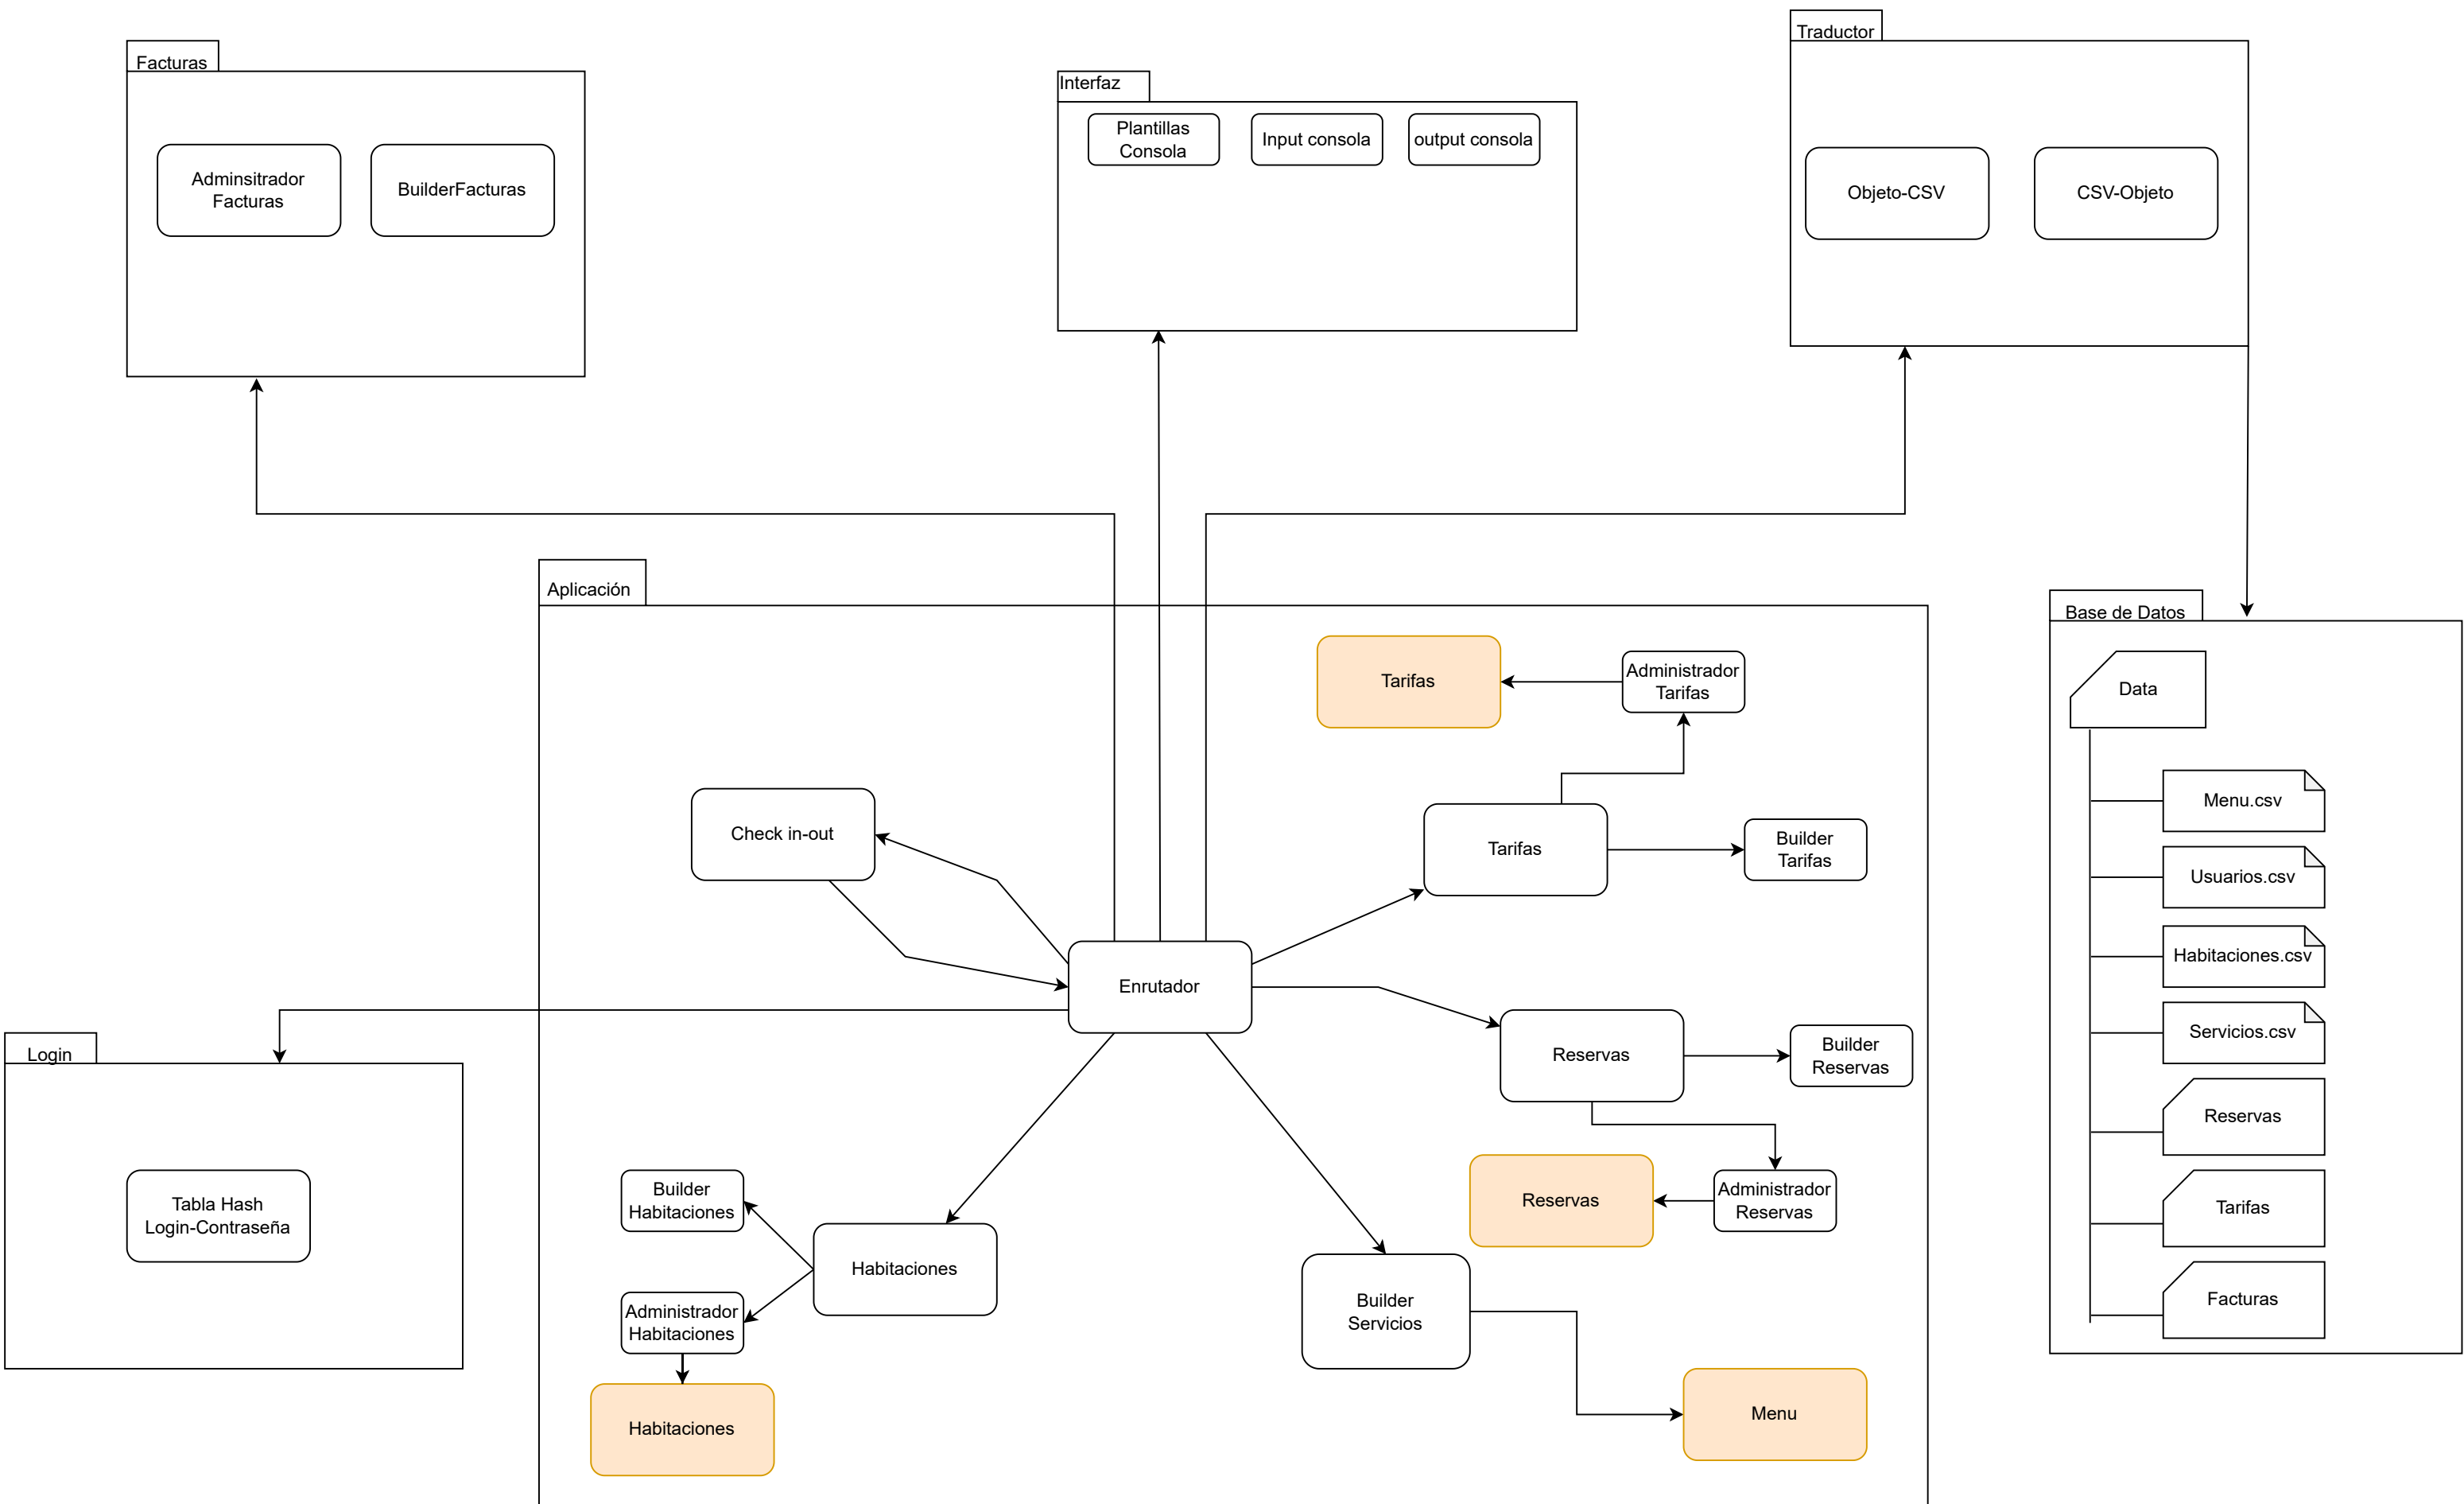 Facturas
Adminsitrador
Facturas
BuilderFacturas
Interfaz
Plantillas
Consola
Input consola
output consola
Traductor
Objeto-CSV
CSV-Objeto
Aplicación
Tarifas
Administrador
Tarifas
Check in-out
Tarifas
Builder
Tarifas
Enrutador
Reservas
Builder
Reservas
Reservas
Administrador
Reservas
Builder
Habitaciones
Habitaciones
Administrador
Habitaciones
Habitaciones
Builder
Servicios
Menu
Login
Tabla Hash
Login-Contraseña
Base de Datos
Data
Menu.csv
Usuarios.csv
Habitaciones.csv
Servicios.csv
Reservas
Tarifas
Facturas